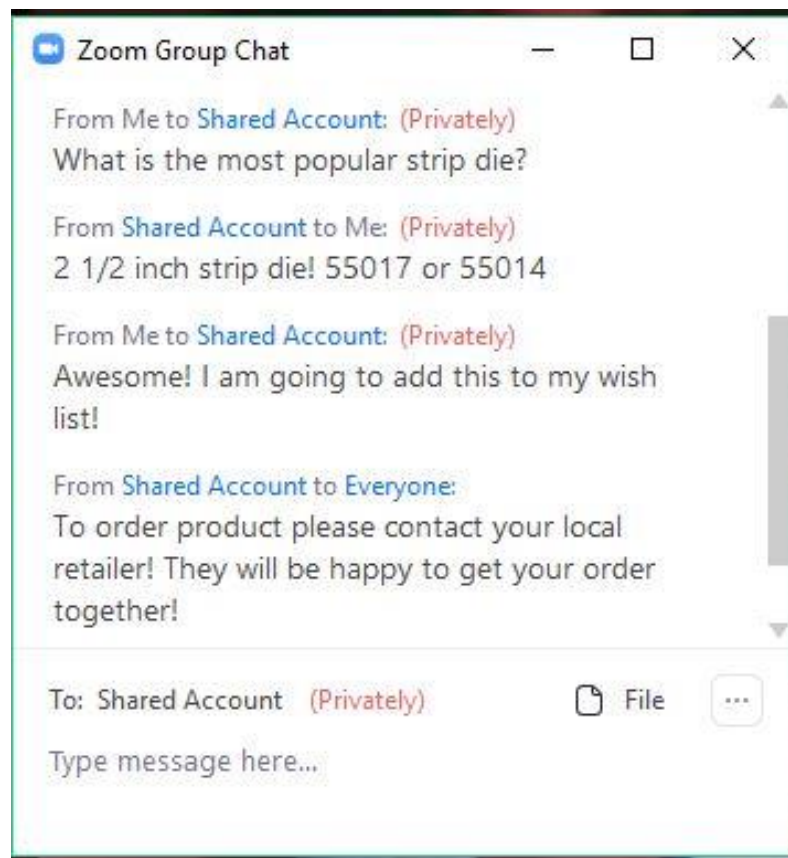 Zoom Group Chat
From Me to Shared Account: (Privately)
What is the most popular strip die?
From Shared Account to Me: (Privately)
2 1/2 inch strip die! 55017 or 55014
From Me to Shared Account: (Privately)
Awesome! I am going to add this to my wish
list!
From Shared Account to Everyone:
To order product please contact your local
retailer! They will be happy to get your order
together!
To: Shared Account (Privately) File
Type message here...